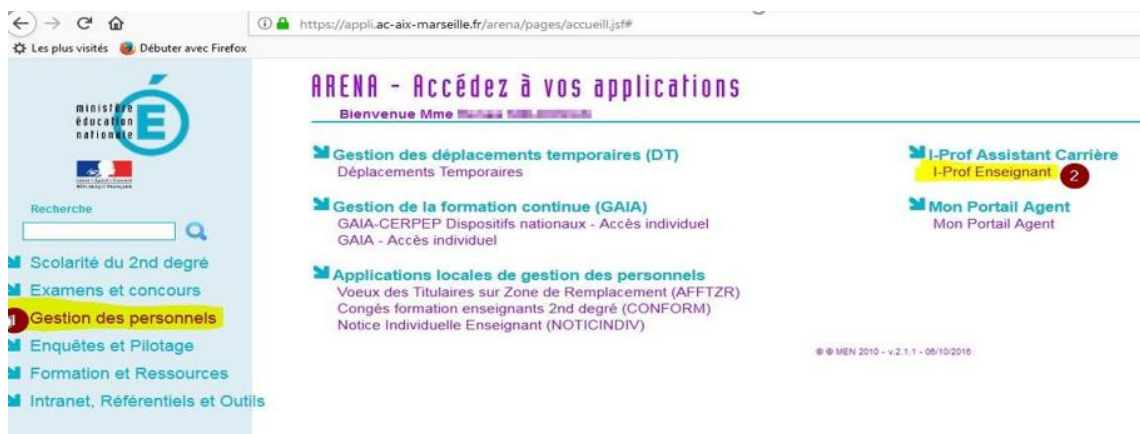 https://appli.ac-aix-marseille.fr/arena/pages/accueill.jsf#
Les plus visités Débuter avec Firefox
ministère
éducation
nationale
Recherche
Scolarité du 2nd degré
Examens et concours
1 Gestion des personnels
Enquêtes et Pilotage
Formation et Ressources
Intranet, Référentiels et Outils
ARENA - Accédez à vos applications
Bienvenue Mme
Gestion des déplacements temporaires (DT)
Déplacements Temporaires
Gestion de la formation continue (GAIA)
GAIA-CERPEP Dispositifs nationaux - Accès individuel
GAIA - Accès individuel
Applications locales de gestion des personnels
Voeux des Titulaires sur Zone de Remplacement (AFFTZR)
Congés formation enseignants 2nd degré (CONFORM)
Notice Individuelle Enseignant (NOTICINDIV)
I-Prof Assistant Carrière
I-Prof Enseignant 2
Mon Portail Agent
Mon Portail Agent
© © MEN 2010 - v.2.1.1 - 06/10/2016